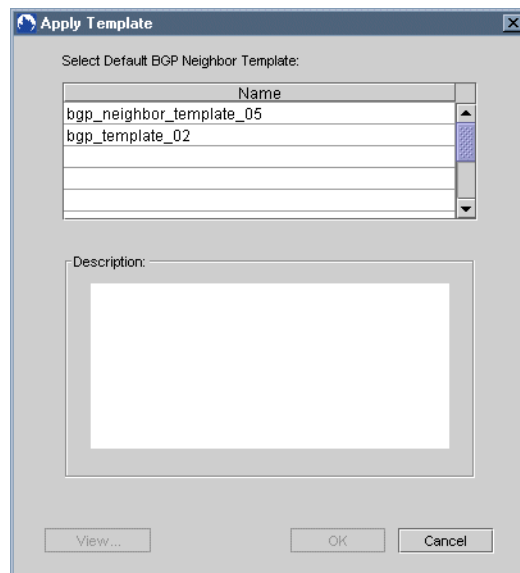 Apply Template
Select Default BGP Neighbor Template:
Name
bgp_neighbor_template_05
bgp_template_02
Description:
View...
OK
Cancel